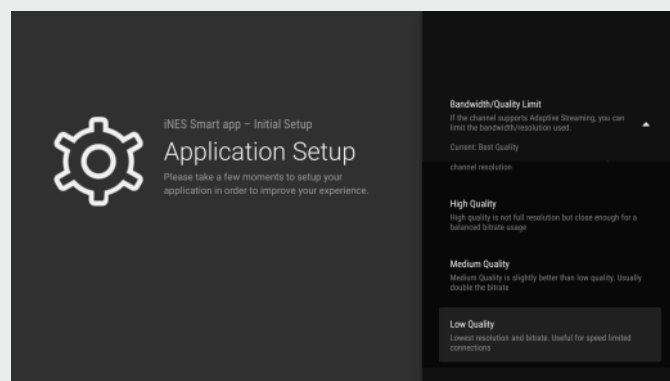 iNES Smart app – Initial Setup
Application Setup
Please take a few moments to setup your
application in order to improve your experience.
Bandwidth/Quality Limit
If the channel supports Adaptive Streaming, you can
limit the bandwidth/resolution used.
Current: Best Quality
channel resolution
High Quality
High quality is not full resolution but close enough for a
balanced bitrate usage
Medium Quality
Medium Quality is slightly better than low quality. Usually
double the bitrate
Low Quality
Lowest resolution and bitrate. Useful for speed limited
connections